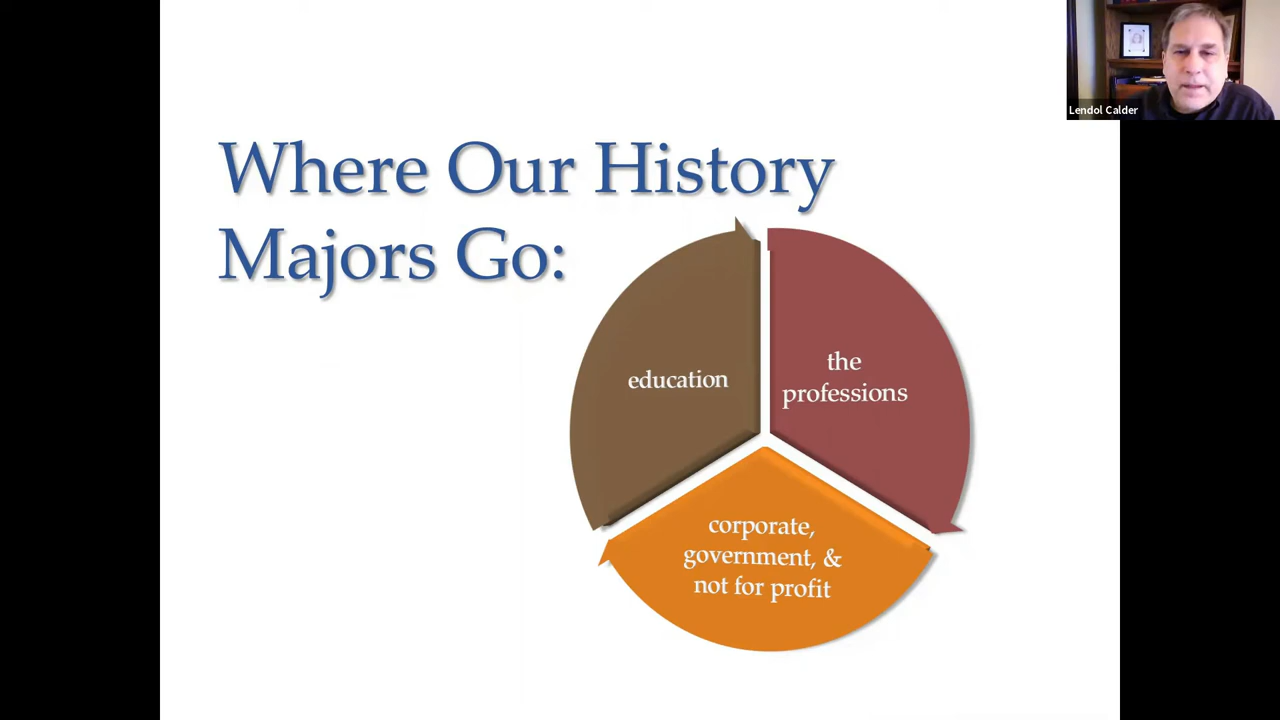 Lendol Calder
Where Our History
Majors Go:
education
the
professions
corporate,
government, &
not for profit